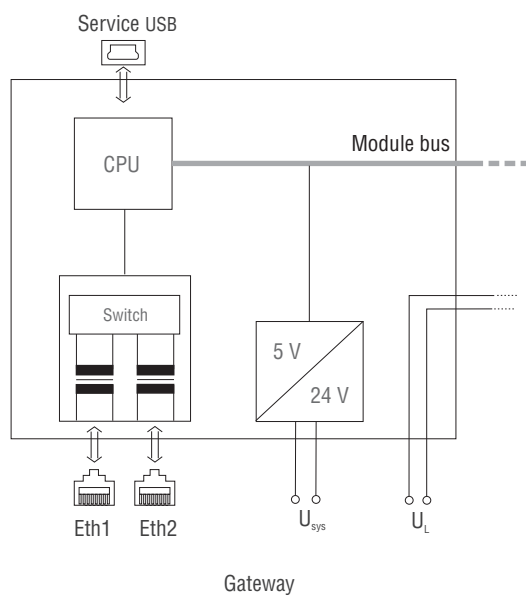 Service USB
Module bus
CPU
Switch
5 V
24 V
Eth1
Eth2
Usys
UL
Gateway